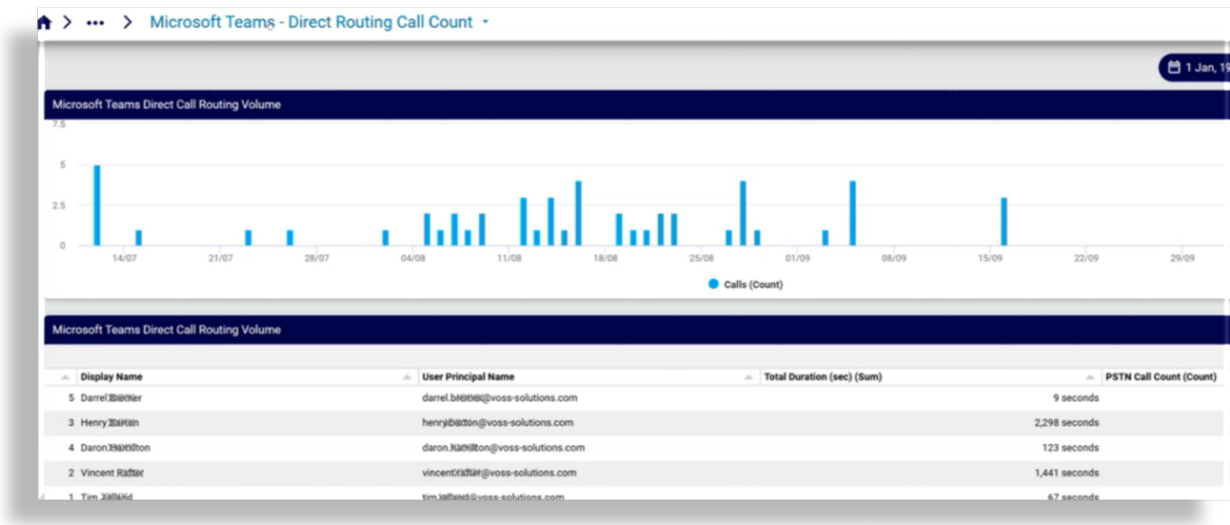 Microsoft Teams - Direct Routing Call Count
1 Jan, 19
Microsoft Teams Direct Call Routing Volume
7.5
5
2.5
0
14/07 21/07 28/07 04/08 11/08 18/08 25/08 01/09 08/09 15/09 22/09 29/09
Calls (Count)
Microsoft Teams Direct Call Routing Volume
Display Name User Principal Name Total Duration (sec) (Sum) PSTN Call Count (Count)
5 Darrel 9 seconds
3 Henry 2,298 seconds
4 Daron 123 seconds
2 Vincent 1,441 seconds
1 Tim 67 seconds